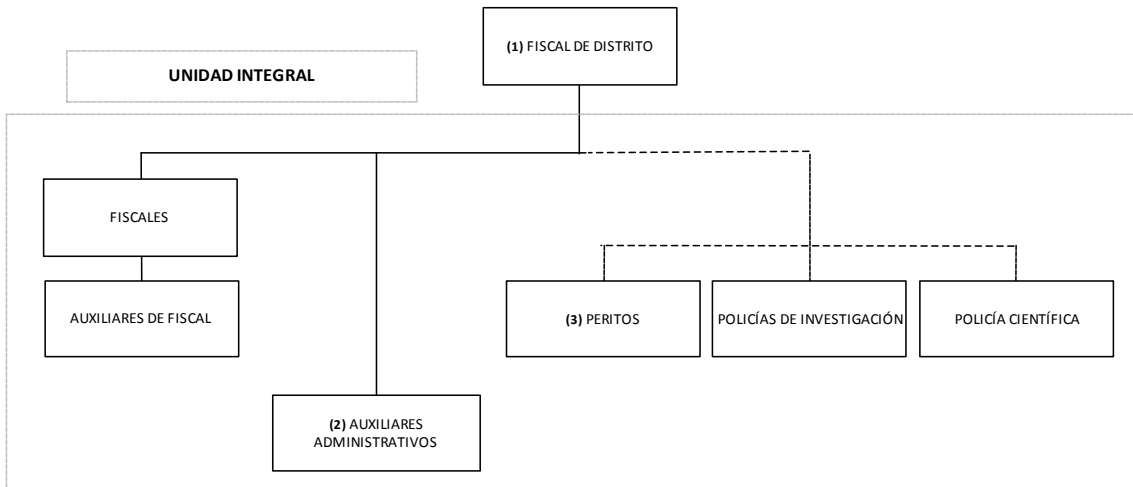 (1) FISCAL DE DISTRITO
UNIDAD INTEGRAL
FISCALES
AUXILIARES DE FISCAL
(3) PERITOS
POLICÍAS DE INVESTIGACIÓN
POLICÍA CIENTÍFICA
(2) AUXILIARES
ADMINISTRATIVOS